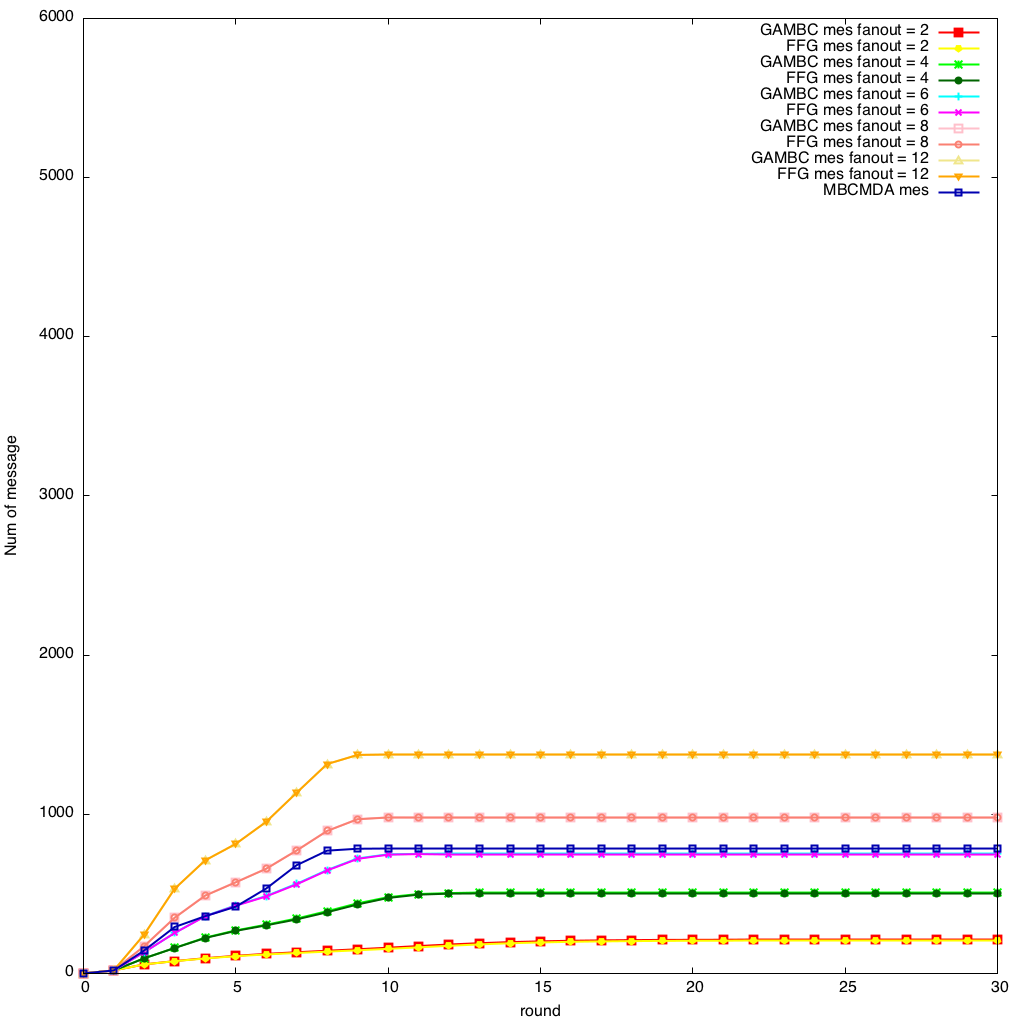 6000
5000
4000
3000
2000
1000
0
Num of message
GAMBC mes fanout = 2
FFG mes fanout = 2
GAMBC mes fanout = 4
FFG mes fanout = 4
GAMBC mes fanout = 6
FFG mes fanout = 6
GAMBC mes fanout = 8
FFG mes fanout = 8
GAMBC mes fanout = 12
FFG mes fanout = 12
MBCMDA mes
0 5 10 15 20 25 30
round